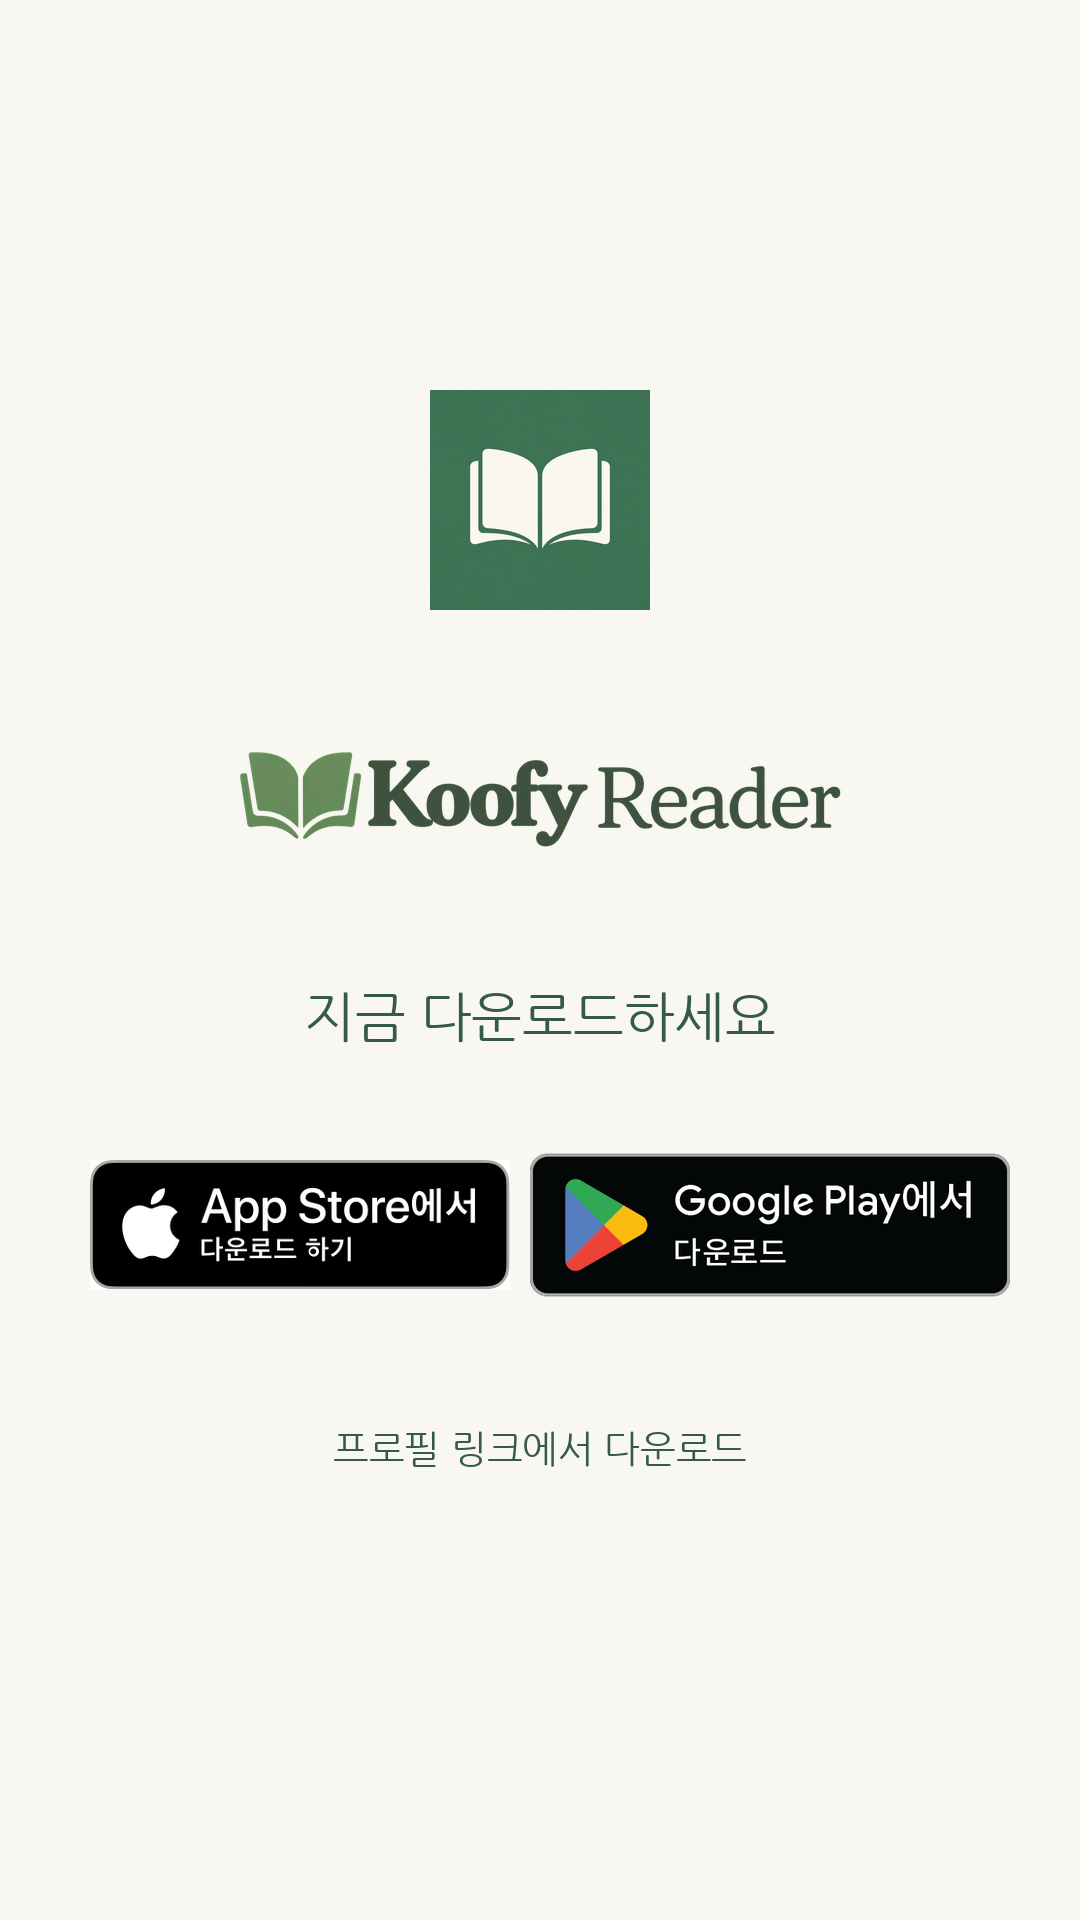 Koofy Reader
지금 다운로드하세요
App Store에서
다운로드 하기
Google Play에서
다운로드
프로필 링크에서 다운로드